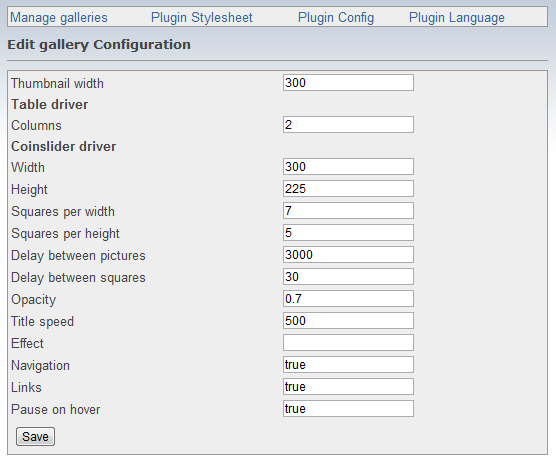 Manage galleries Plugin Stylesheet Plugin Config Plugin Language
Edit gallery Configuration
Thumbnail width 300
Table driver
Columns 2
Coinslider driver
Width 300
Height 225
Squares per width 7
Squares per height 5
Delay between pictures 3000
Delay between squares 30
Opacity 0.7
Title speed 500
Effect
Navigation true
Links true
Pause on hover true
Save